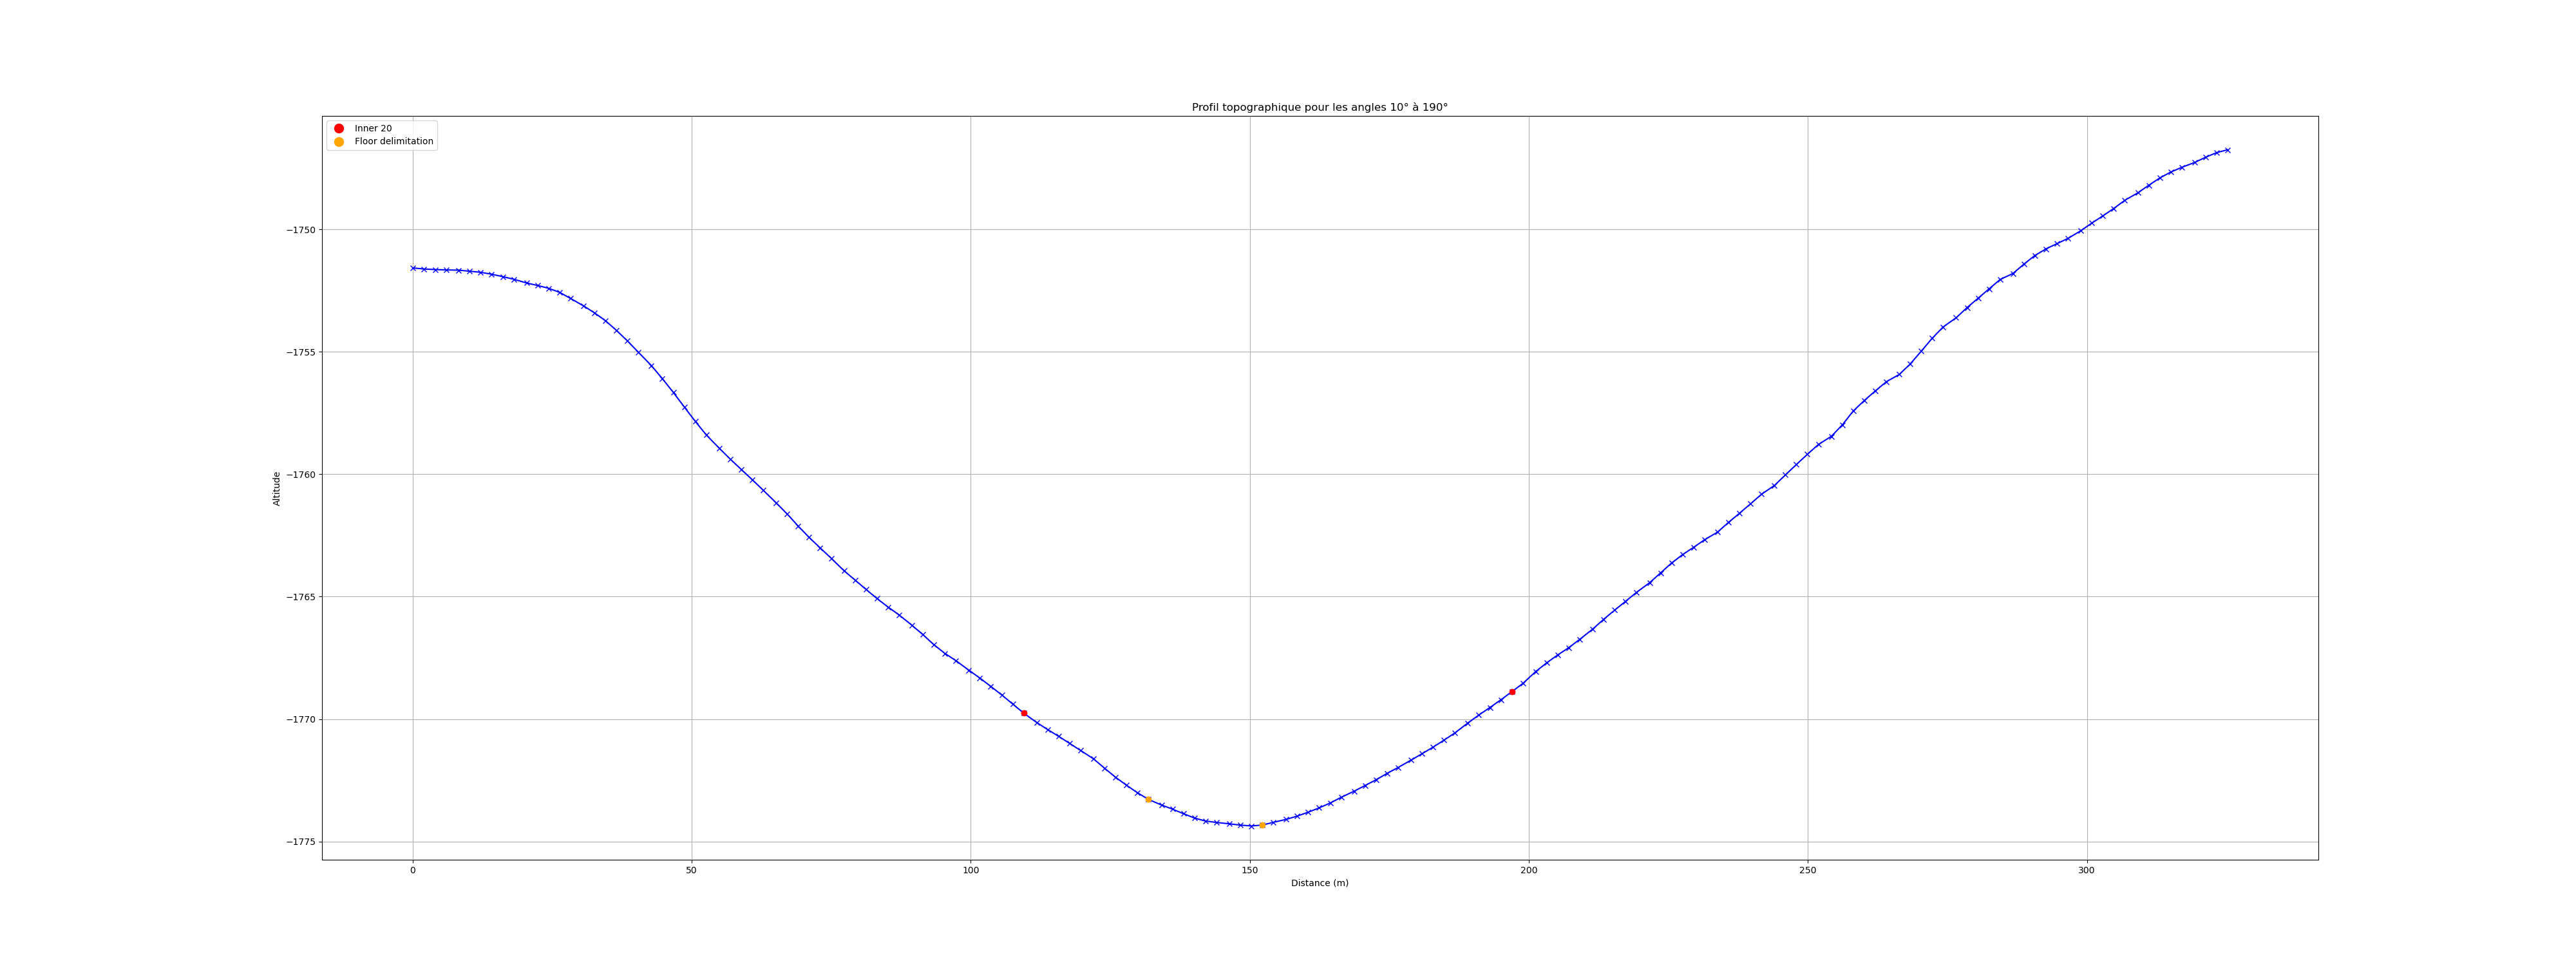 Profil topographique pour les angles 10° à 190°
Inner 20
Floor delimitation
−1750
−1755
−1760
−1765
−1770
−1775
Altitude
0 50 100 150 200 250 300
Distance (m)